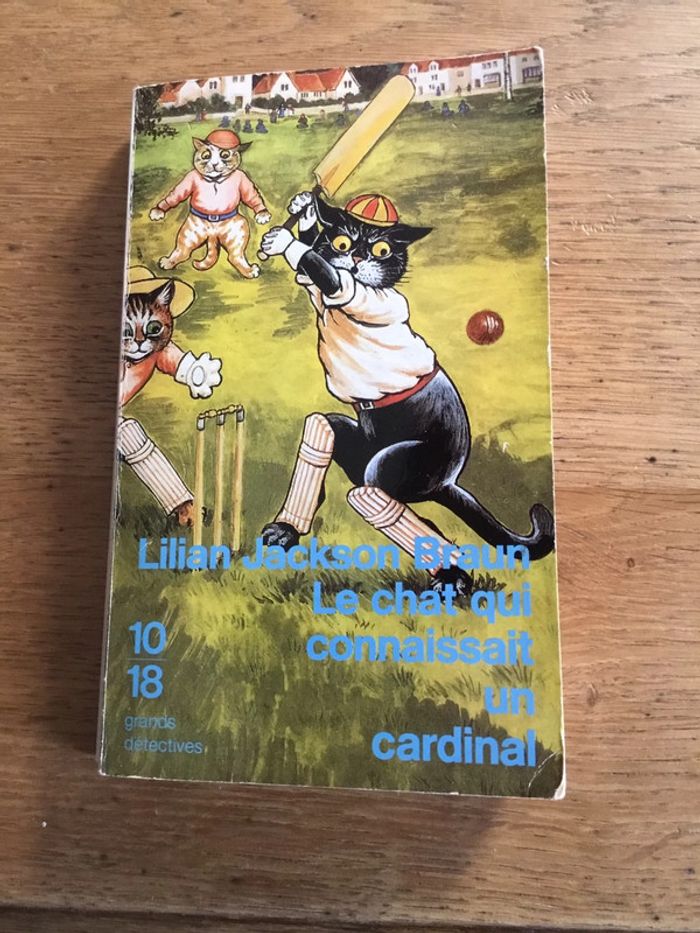 Lilian Jackson Braun
Le chat qui
connaissait
un
cardinal
10
18
grands
détectives